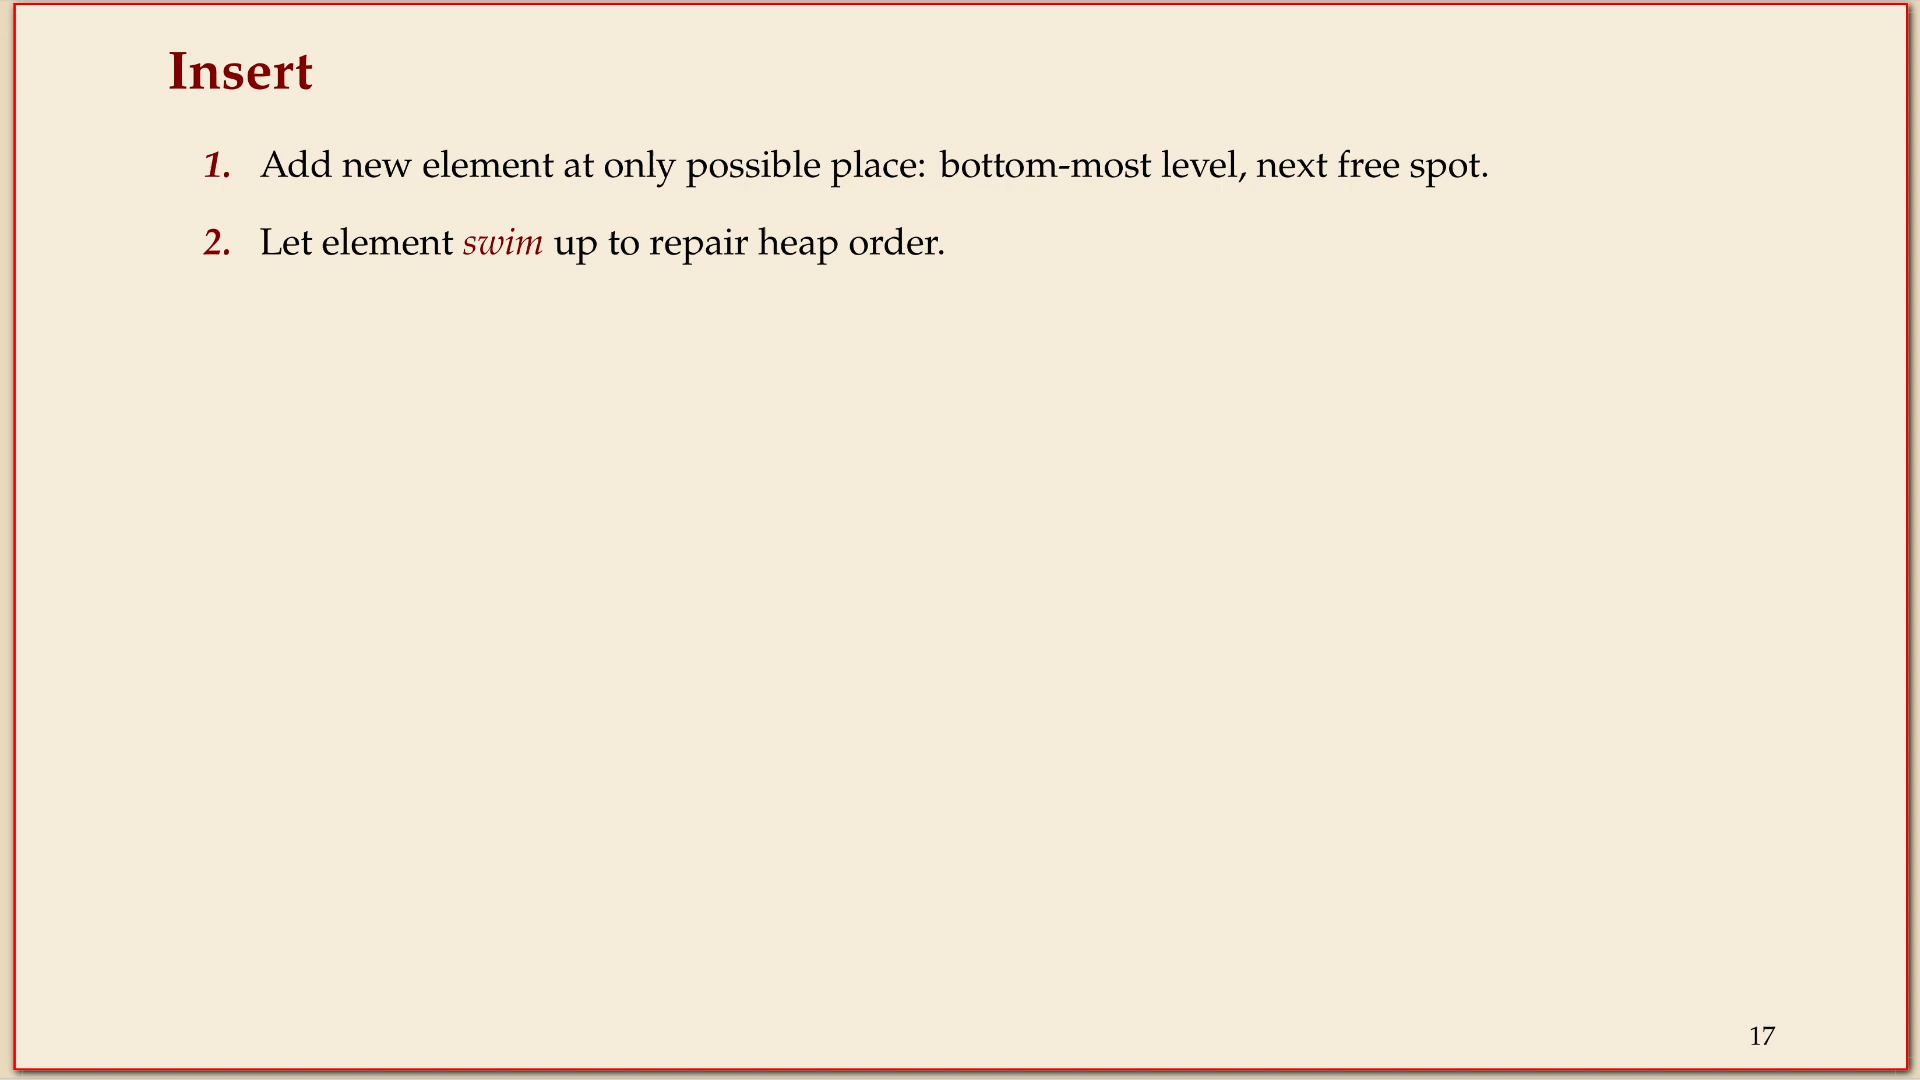 Insert
1. Add new element at only possible place: bottom-most level, next free spot.
2. Let element swim up to repair heap order.
17